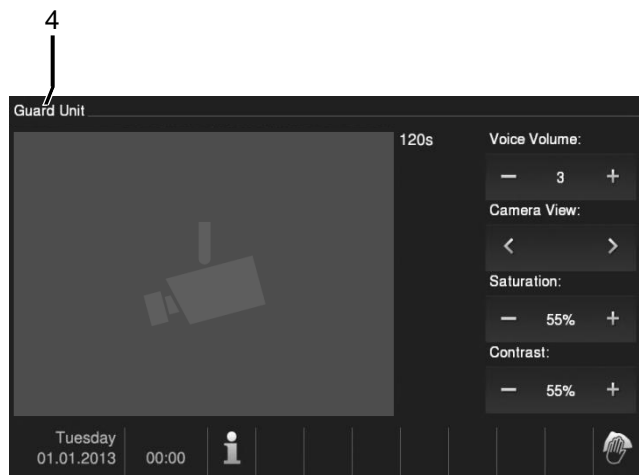 4
Guard Unit
120s
Voice Volume:
− 3 +
Camera View:
< >
Saturation:
− 55% +
Contrast:
− 55% +
Tuesday
01.01.2013 00:00 i